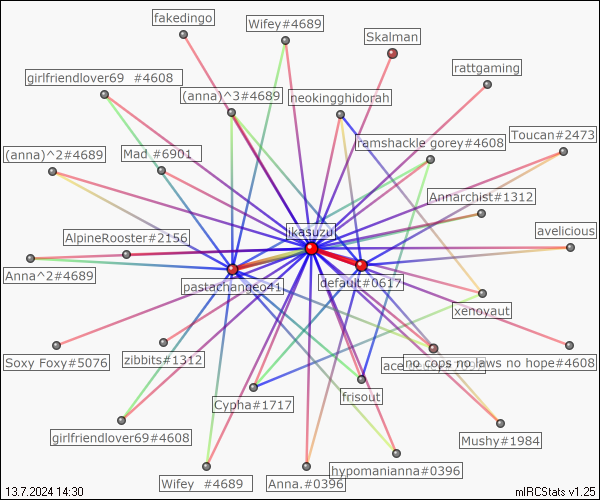 fakedingo
Wifey#4689
Skalman
rattgaming
girlfriendlover69 #4608
(anna)^3#4689
neokingghidorah
Toucan#2473
ramshackle gorey#4608
(anna)^2#4689
Mad #6901
Annarchist#1312
AlpineRooster#2156
ikasuzu
avelicious
Anna^2#4689
pastachangeo41
default#0617
xenoyaut
Soxy Foxy#5076
zibbits#1312
no cops no laws no hope#4608
Cypha#1717
frisout
girlfriendlover69#4608
Mushy#1984
Wifey #4689
Anna.#0396
hypomanianna#0396
13.7.2024 14:30
mIRCStats v1.25